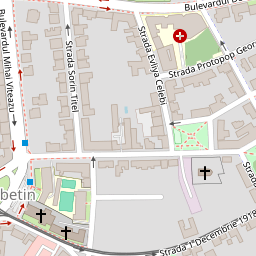 Bulevardul
Bulevardul Mihai Viteazu
Strada Sorin Titel
Strada Evliya Celebi
Strada Protopop Geor
betin
Strada
Strada 1 Decembrie 1918